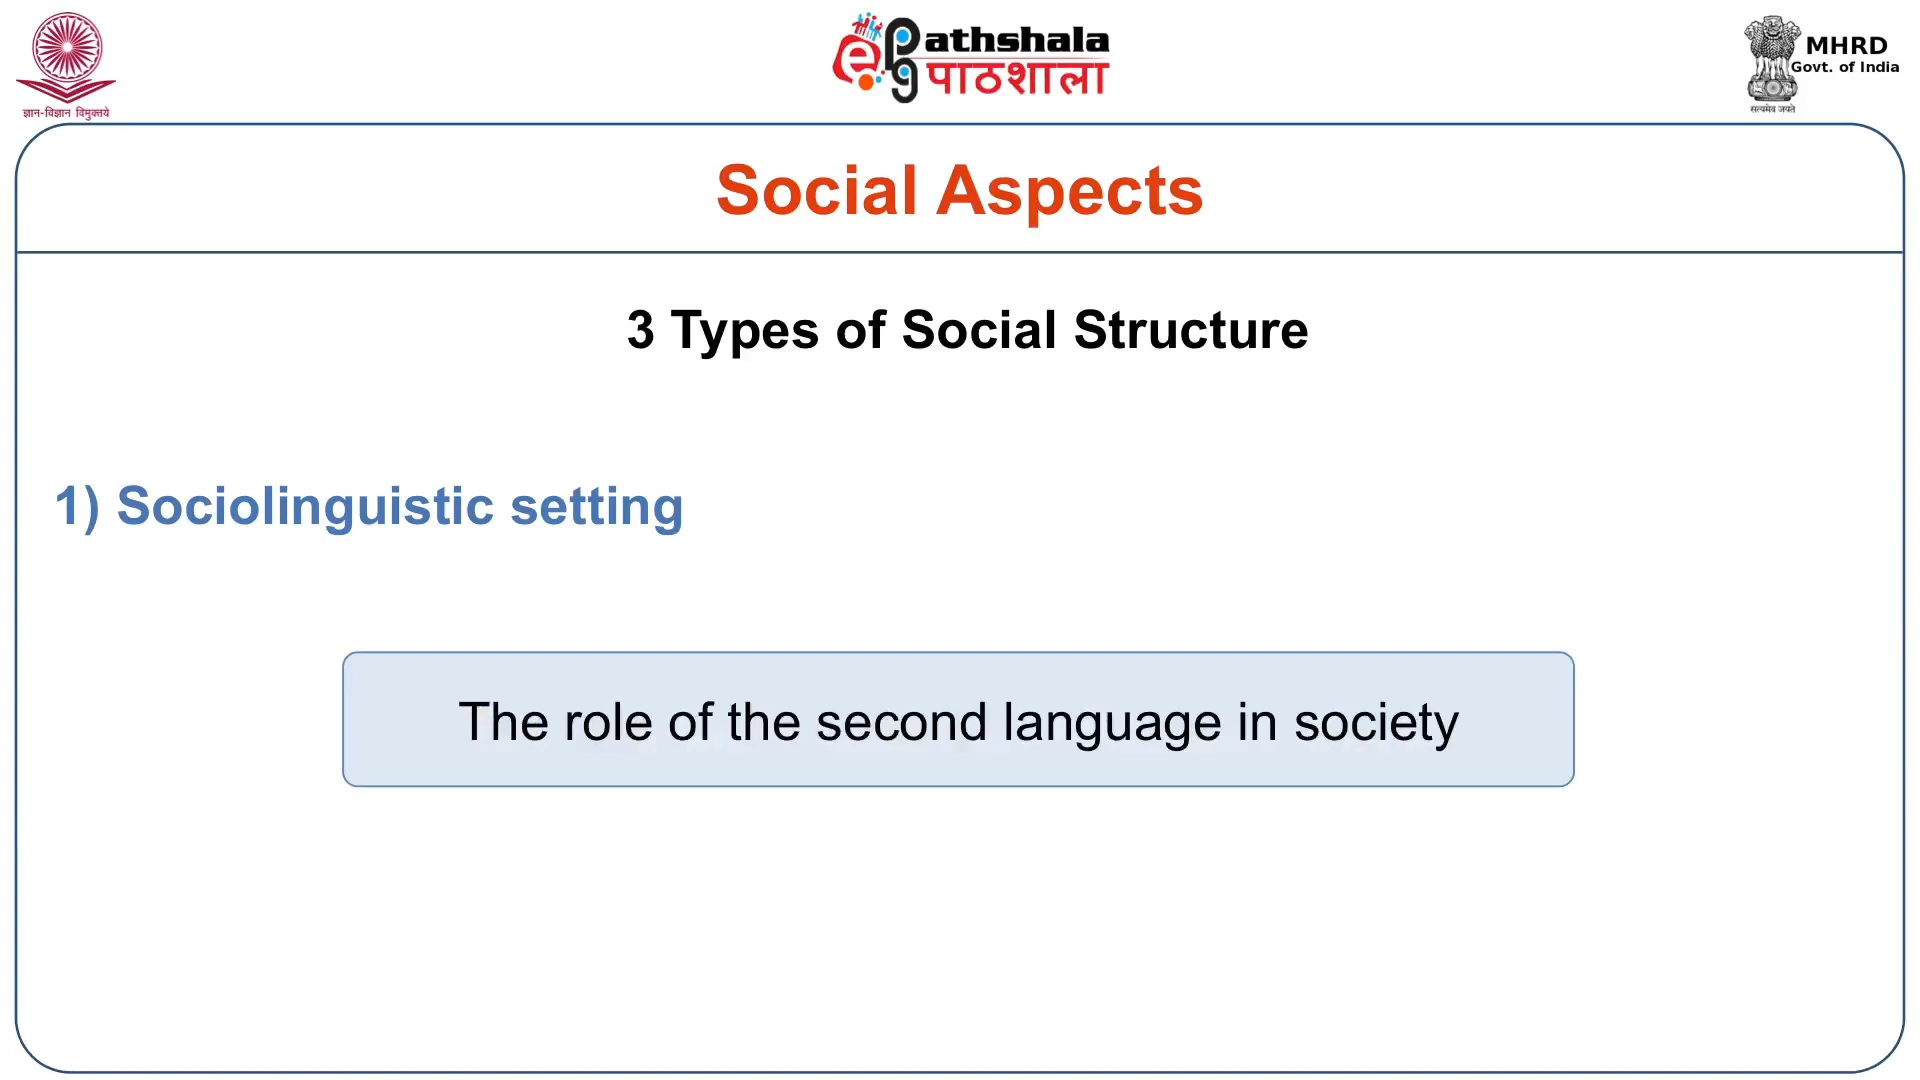 ज्ञान-विज्ञान विमुक्तये
e Pathshala
pg पाठशाला
MHRD
Govt. of India
सत्यमेव जयते
Social Aspects
3 Types of Social Structure
1) Sociolinguistic setting
The role of the second language in society